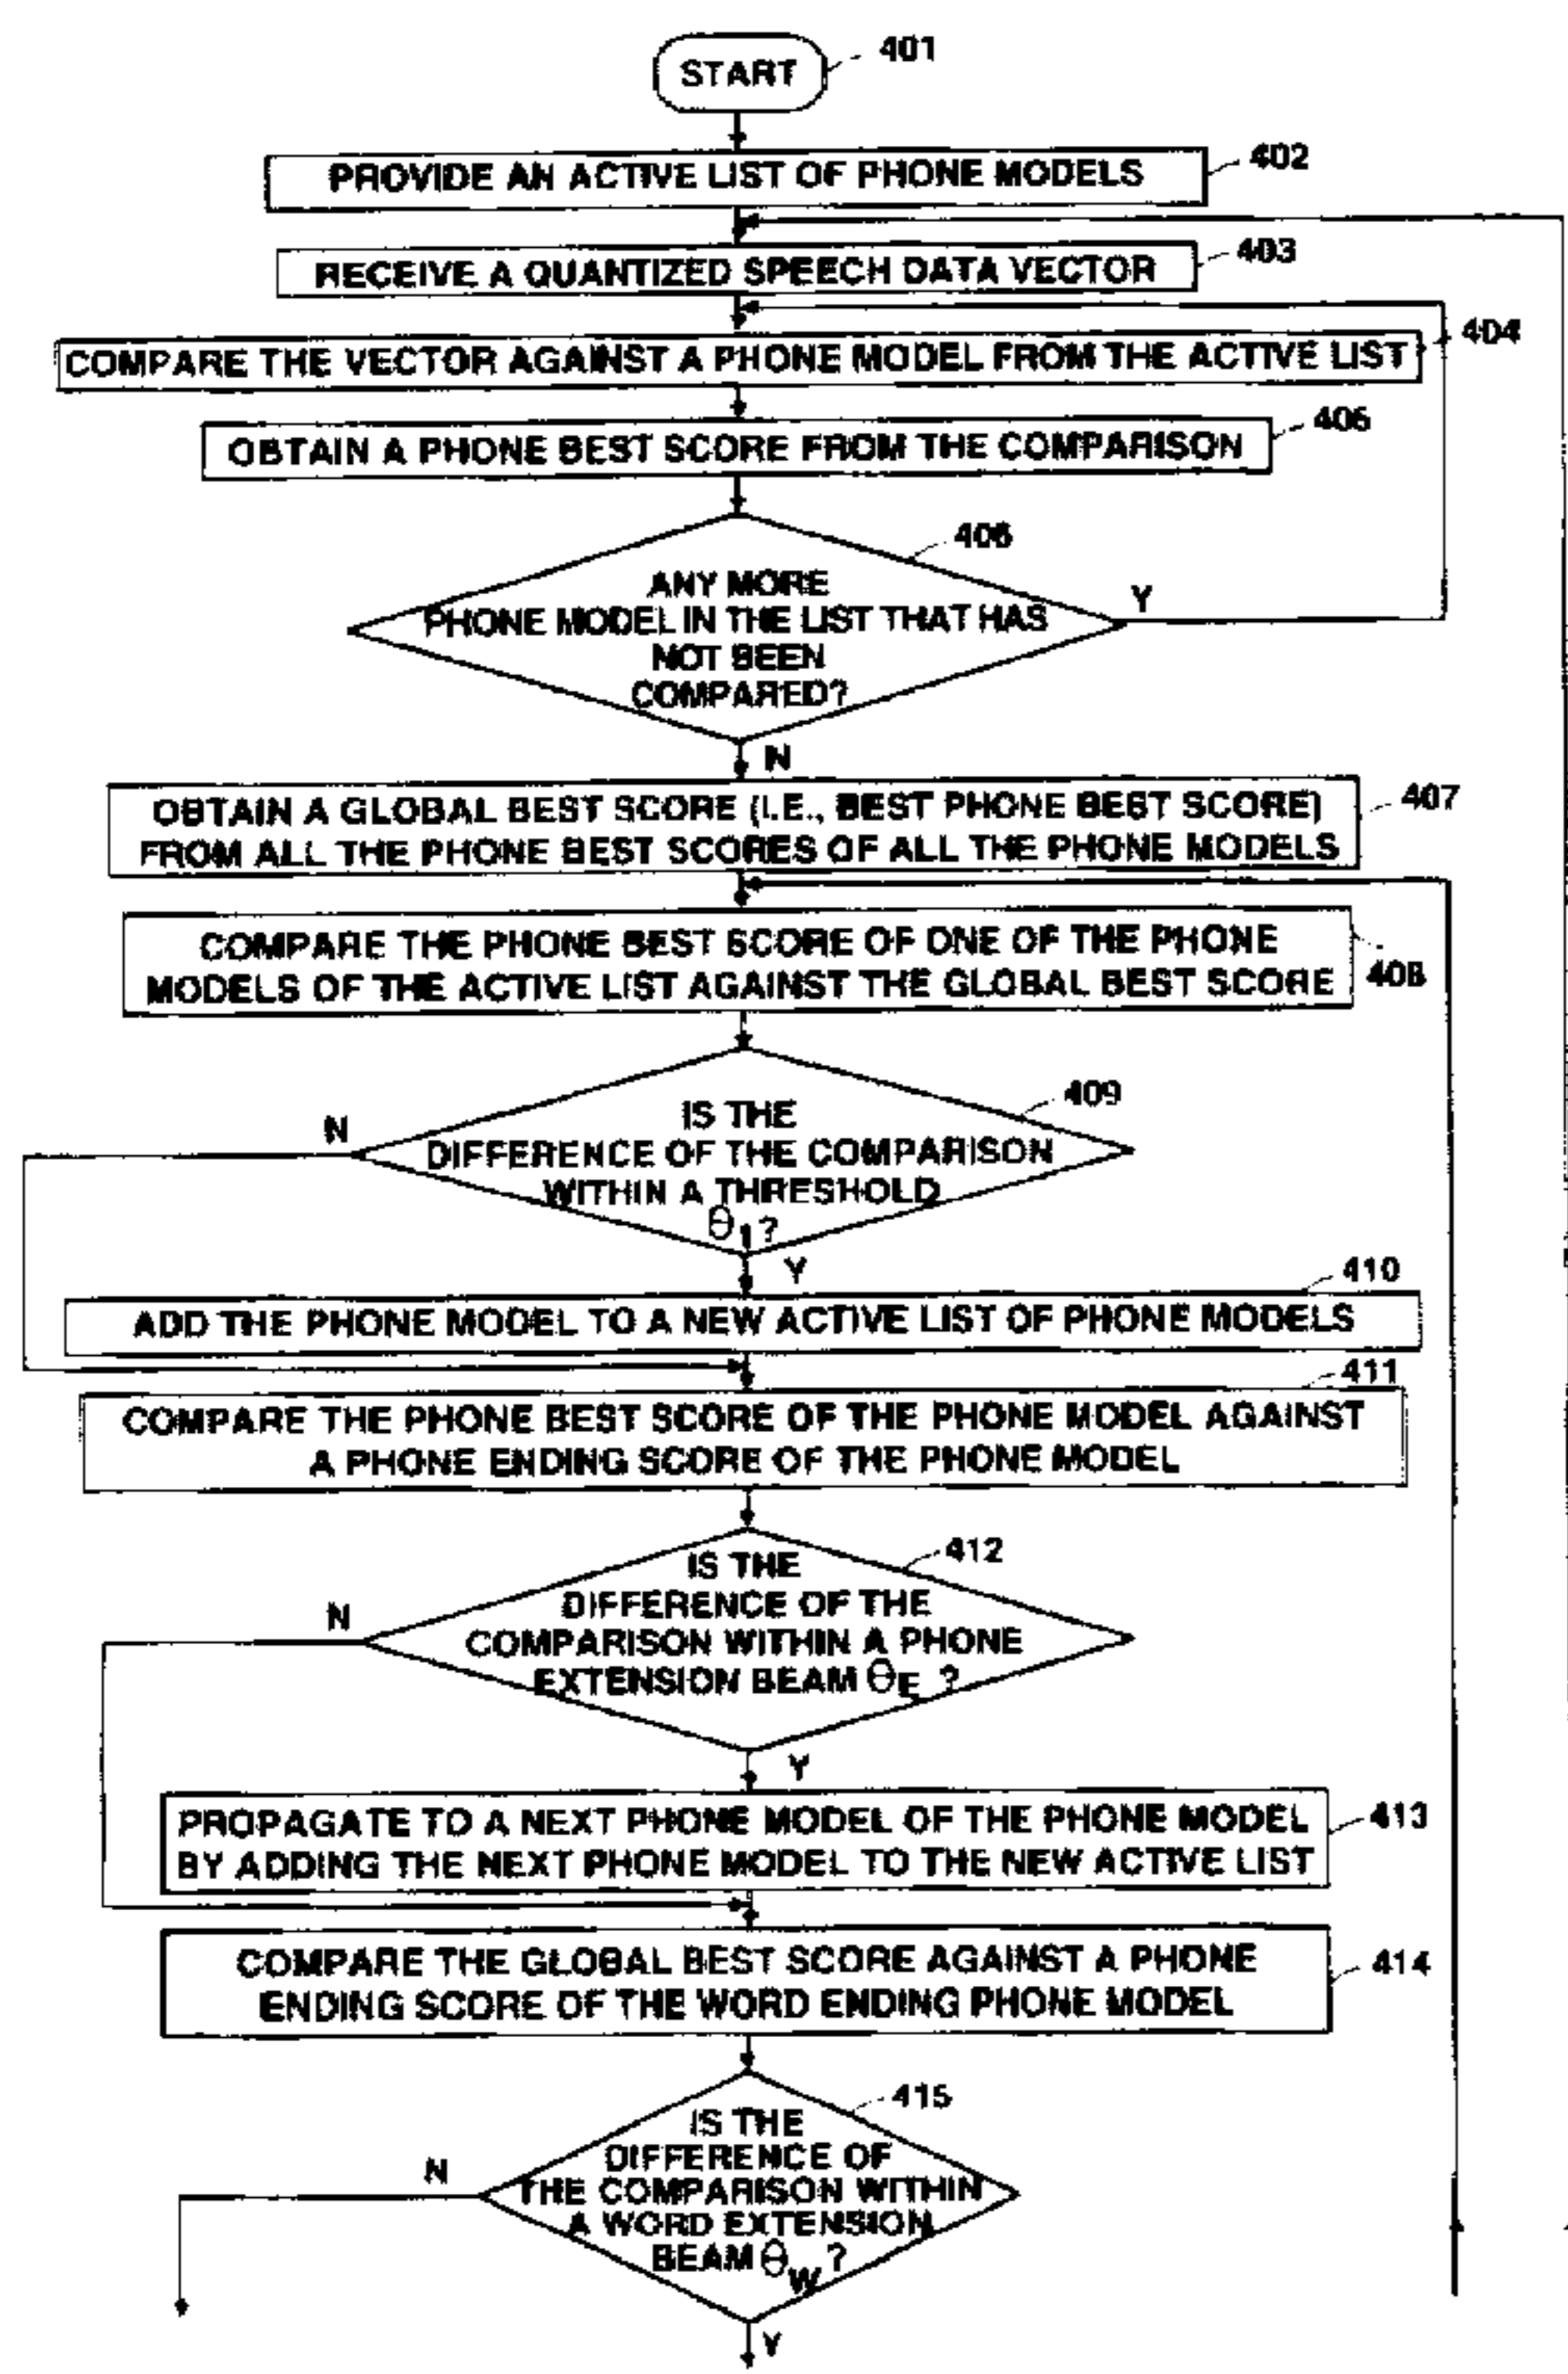 START
401
PROVIDE AN ACTIVE LIST OF PHONE MODELS
402
RECEIVE A QUANTIZED SPEECH DATA VECTOR
403
COMPARE THE VECTOR AGAINST A PHONE MODEL FROM THE ACTIVE LIST
404
OBTAIN A PHONE BEST SCORE FROM THE COMPARISON
405
406
ANY MORE
PHONE MODEL IN THE LIST THAT HAS
NOT BEEN
COMPARED?
Y
N
OBTAIN A GLOBAL BEST SCORE (I.E., BEST PHONE BEST SCORE)
FROM ALL THE PHONE BEST SCORES OF ALL THE PHONE MODELS
407
COMPARE THE PHONE BEST SCORE OF ONE OF THE PHONE
MODELS OF THE ACTIVE LIST AGAINST THE GLOBAL BEST SCORE
408
409
N
IS THE
DIFFERENCE OF THE COMPARISON
WITHIN A THRESHOLD
Θ1?
Y
410
ADD THE PHONE MODEL TO A NEW ACTIVE LIST OF PHONE MODELS
411
COMPARE THE PHONE BEST SCORE OF THE PHONE MODEL AGAINST
A PHONE ENDING SCORE OF THE PHONE MODEL
412
N
IS THE
DIFFERENCE OF THE
COMPARISON WITHIN A PHONE
EXTENSION BEAM ΘE ?
Y
PROPAGATE TO A NEXT PHONE MODEL OF THE PHONE MODEL
BY ADDING THE NEXT PHONE MODEL TO THE NEW ACTIVE LIST
413
COMPARE THE GLOBAL BEST SCORE AGAINST A PHONE
ENDING SCORE OF THE WORD ENDING PHONE MODEL
414
415
N
IS THE
DIFFERENCE OF
THE COMPARISON WITHIN
A WORD EXTENSION
BEAM ΘW ?
Y